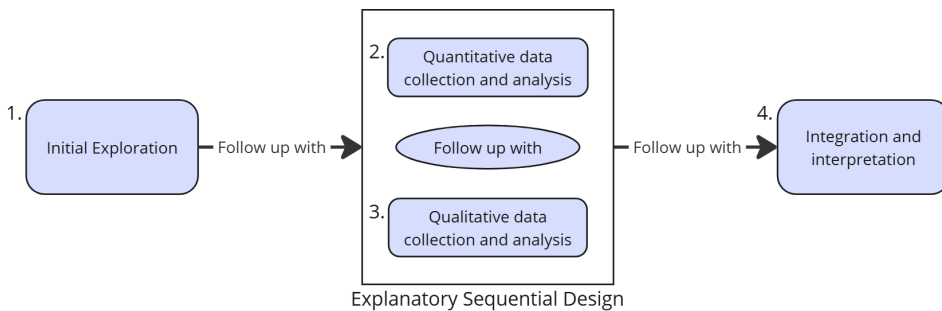 1.
Initial Exploration
Follow up with
2.
Quantitative data
collection and analysis
Follow up with
3.
Qualitative data
collection and analysis
Explanatory Sequential Design
Follow up with
4.
Integration and
interpretation